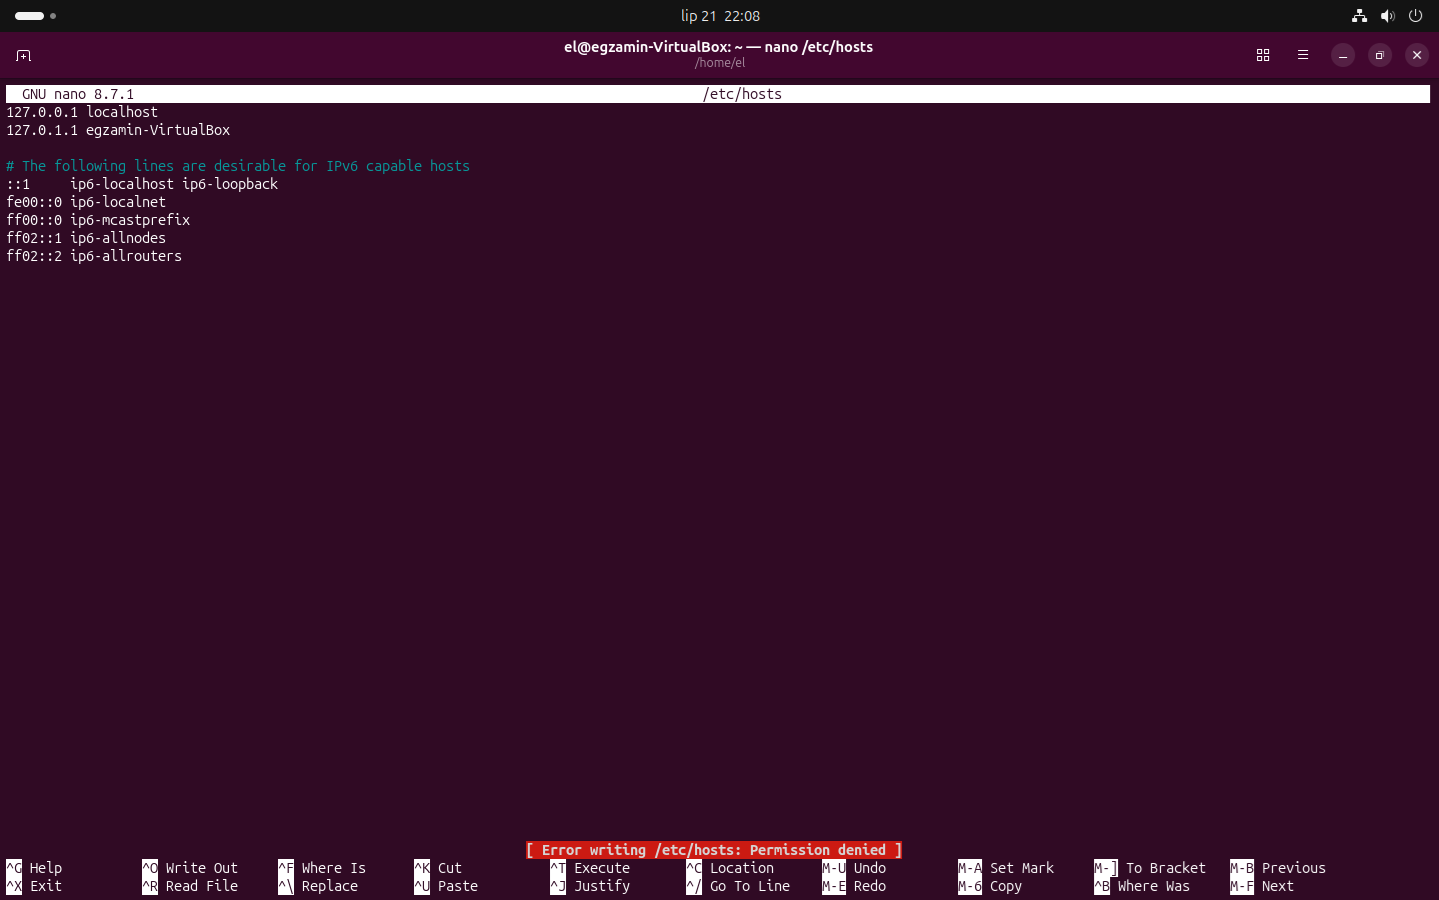 lip 21 22:08
el@egzamin-VirtualBox: ~ — nano /etc/hosts
/home/el
GNU nano 8.7.1 /etc/hosts
127.0.0.1 localhost
127.0.1.1 egzamin-VirtualBox
# The following lines are desirable for IPv6 capable hosts
::1     ip6-localhost ip6-loopback
fe00::0 ip6-localnet
ff00::0 ip6-mcastprefix
ff02::1 ip6-allnodes
ff02::2 ip6-allrouters
[ Error writing /etc/hosts: Permission denied ]
^G Help ^O Write Out ^F Where Is ^K Cut ^T Execute ^C Location M-U Undo M-A Set Mark M-] To Bracket M-B Previous
^X Exit ^R Read File ^\ Replace ^U Paste ^J Justify ^/ Go To Line M-E Redo M-6 Copy ^B Where Was M-F Next